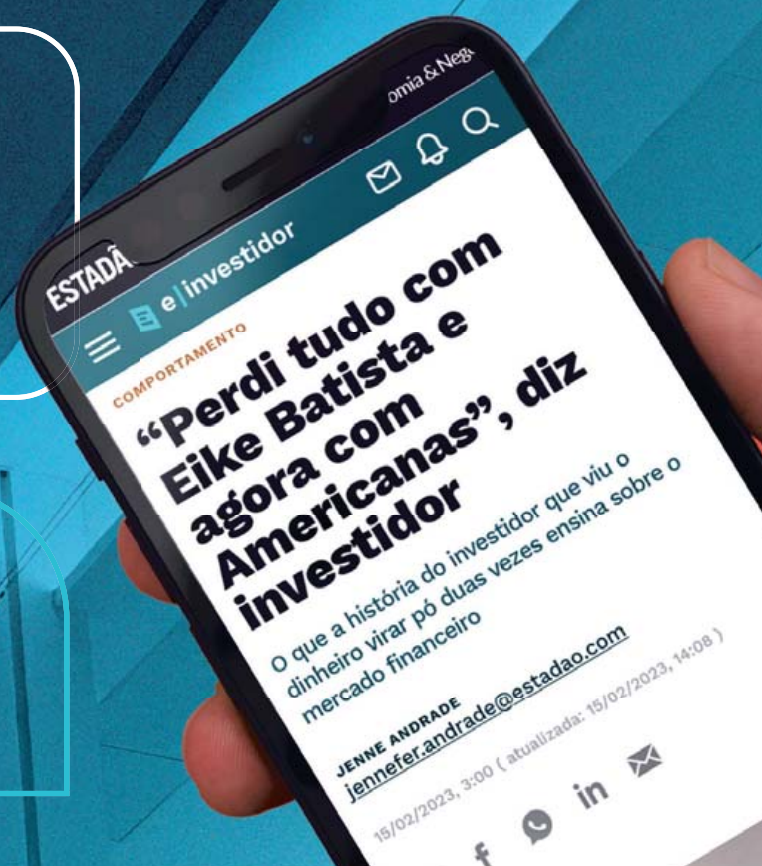 omia & Neg
ESTADÃ
e|investidor
COMPORTAMENTO
“Perdi tudo com
Eike Batista e
agora com
Americanas”, diz
investidor
O que a história do investidor que viu o
dinheiro virar pó duas vezes ensina sobre o
mercado financeiro
JENNE ANDRADE
jennefer.andrade@estadao.com
15/02/2023, 3:00 ( atualizada: 15/02/2023, 14:08 )
f
in